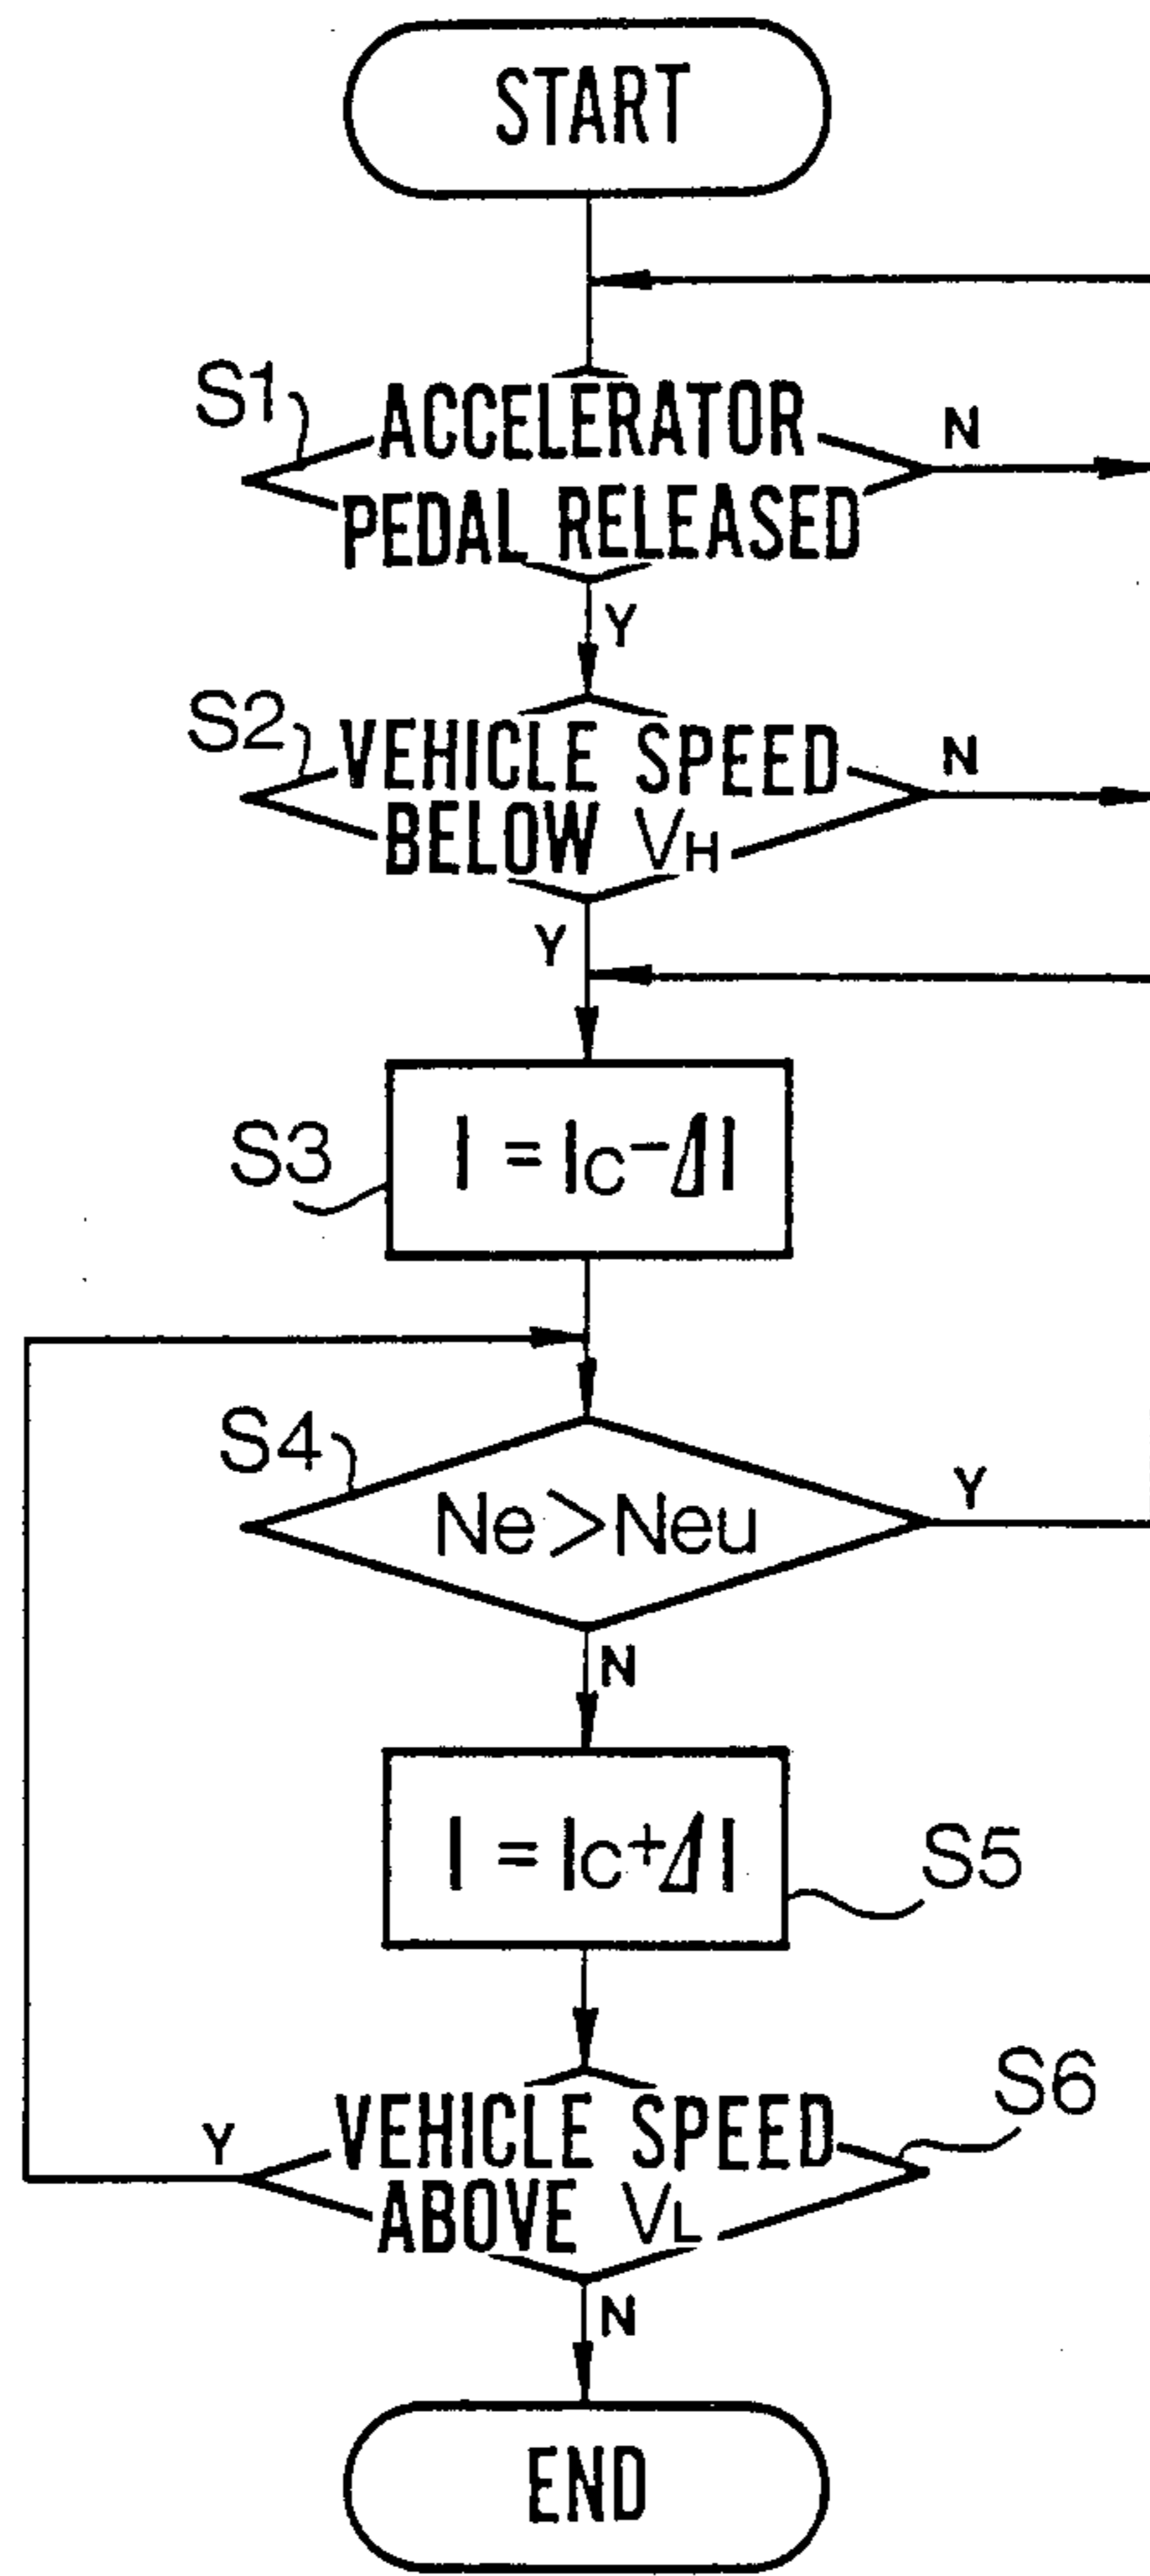 START
S1
ACCELERATOR
PEDAL RELEASED
N
Y
S2
VEHICLE SPEED
BELOW VH
N
Y
S3
I = Ic - ΔI
S4
Ne > Neu
Y
N
I = Ic + ΔI
S5
S6
VEHICLE SPEED
ABOVE VL
Y
N
END